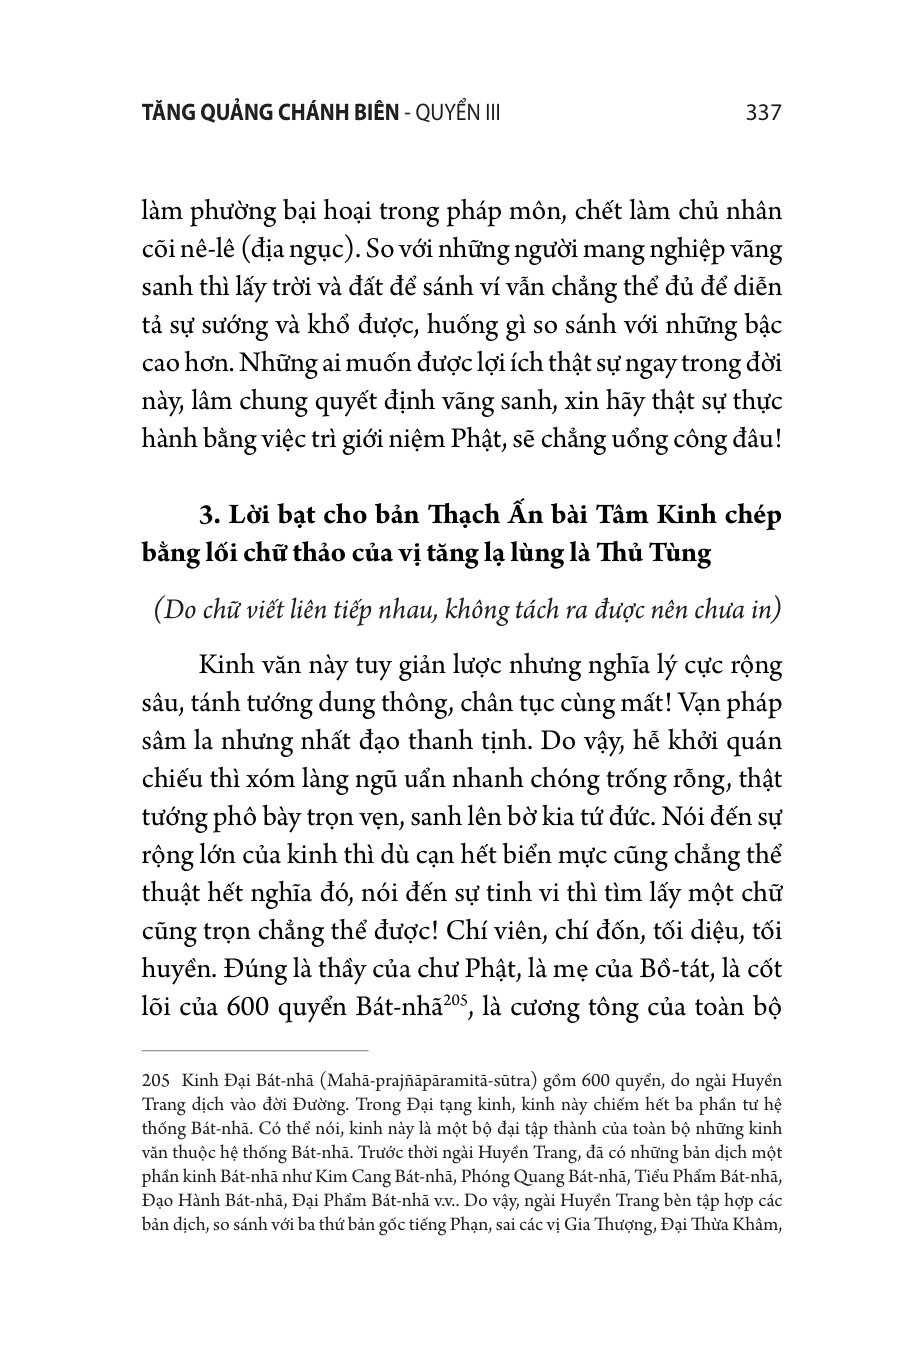 TĂNG QUẢNG CHÁNH BIÊN - QUYỂN III 337
làm phường bại hoại trong pháp môn, chết làm chủ nhân
cõi nê-lê (địa ngục). So với những người mang nghiệp vãng
sanh thì lấy trời và đất để sánh ví vẫn chẳng thể đủ để diễn
tả sự sướng và khổ được, huống gì so sánh với những bậc
cao hơn. Những ai muốn được lợi ích thật sự ngay trong đời
này, lâm chung quyết định vãng sanh, xin hãy thật sự thực
hành bằng việc trì giới niệm Phật, sẽ chẳng uổng công đâu!
3. Lời bạt cho bản Thạch Ấn bài Tâm Kinh chép
bằng lối chữ thảo của vị tăng lạ lùng là Thủ Tùng
(Do chữ viết liên tiếp nhau, không tách ra được nên chưa in)
Kinh văn này tuy giản lược nhưng nghĩa lý cực rộng
sâu, tánh tướng dung thông, chân tục cùng mất! Vạn pháp
sâm la nhưng nhất đạo thanh tịnh. Do vậy, hễ khởi quán
chiếu thì xóm làng ngũ uẩn nhanh chóng trống rỗng, thật
tướng phô bày trọn vẹn, sanh lên bờ kia tứ đức. Nói đến sự
rộng lớn của kinh thì dù cạn hết biển mực cũng chẳng thể
thuật hết nghĩa đó, nói đến sự tinh vi thì tìm lấy một chữ
cũng trọn chẳng thể được! Chí viên, chí đốn, tối diệu, tối
huyền. Đúng là thầy của chư Phật, là mẹ của Bồ-tát, là cốt
lõi của 600 quyển Bát-nhã205, là cương tông của toàn bộ
205 Kinh Đại Bát-nhã (Mahā-prajñāpāramitā-sūtra) gồm 600 quyển, do ngài Huyền
Trang dịch vào đời Đường. Trong Đại tạng kinh, kinh này chiếm hết ba phần tư hệ
thống Bát-nhã. Có thể nói, kinh này là một bộ đại tập thành của toàn bộ những kinh
văn thuộc hệ thống Bát-nhã. Trước thời ngài Huyền Trang, đã có những bản dịch một
phần kinh Bát-nhã như Kim Cang Bát-nhã, Phóng Quang Bát-nhã, Tiểu Phẩm Bát-nhã,
Đạo Hành Bát-nhã, Đại Phẩm Bát-nhã v.v.. Do vậy, ngài Huyền Trang bèn tập hợp các
bản dịch, so sánh với ba thứ bản gốc tiếng Phạn, sai các vị Gia Thượng, Đại Thừa Khâm,